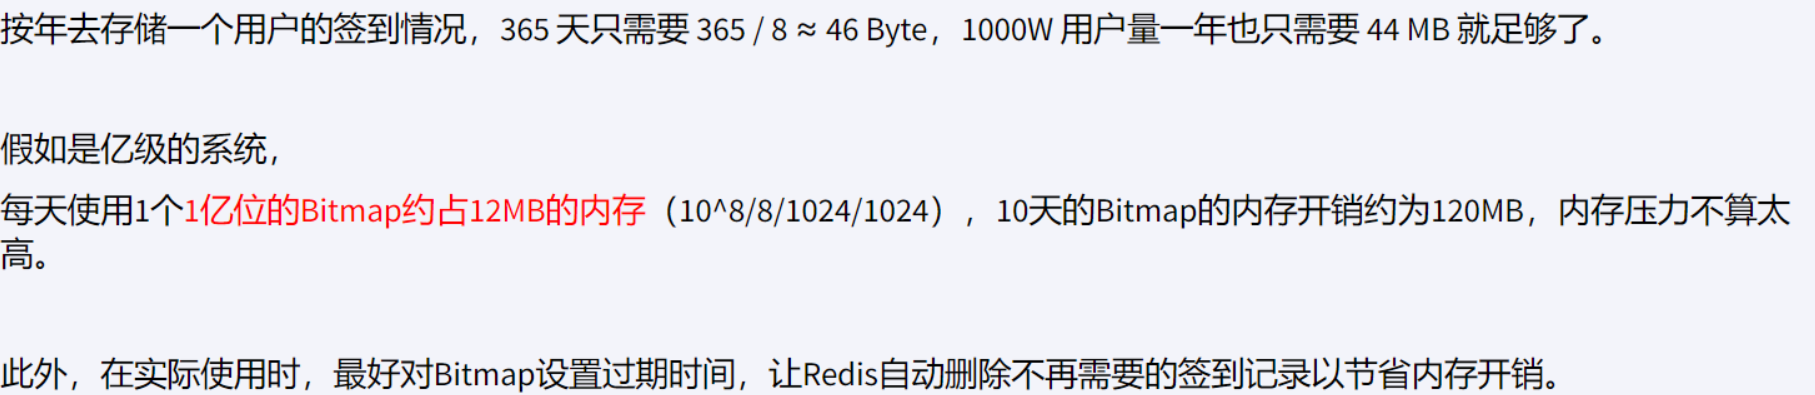 按年去存储一个用户的签到情况，365 天只需要 365 / 8 ≈ 46 Byte，1000W 用户量一年也只需要 44 MB 就足够了。
假如是亿级的系统，
每天使用1个1亿位的Bitmap约占12MB的内存（10^8/8/1024/1024），10天的Bitmap的内存开销约为120MB，内存压力不算太
高。
此外，在实际使用时，最好对Bitmap设置过期时间，让Redis自动删除不再需要的签到记录以节省内存开销。